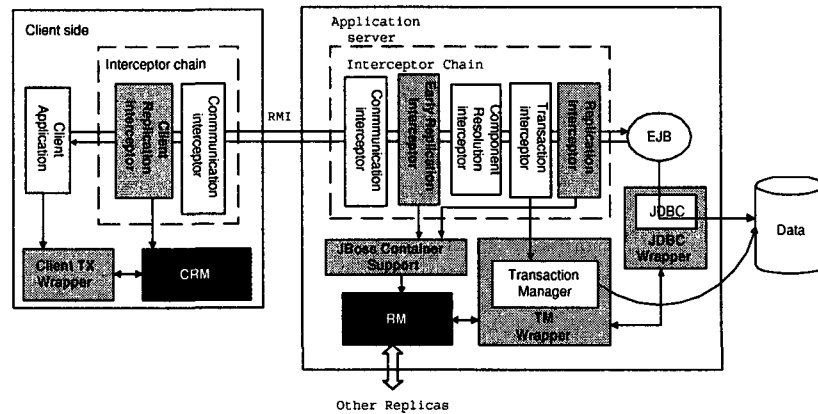 Client side
Interceptor chain
Client
Application
Client
Replication
Interceptor
Communication
interceptor
Client TX
Wrapper
CRM
RMI
Application
server
Interceptor Chain
Communication
interceptor
Early Replication
Interceptor
Component
Resolution
interceptor
Transaction
interceptor
Replication
Interceptor
EJB
JDBC
JDBC
Wrapper
Data
JBoss Container
Support
Transaction
Manager
TM
Wrapper
RM
Other Replicas